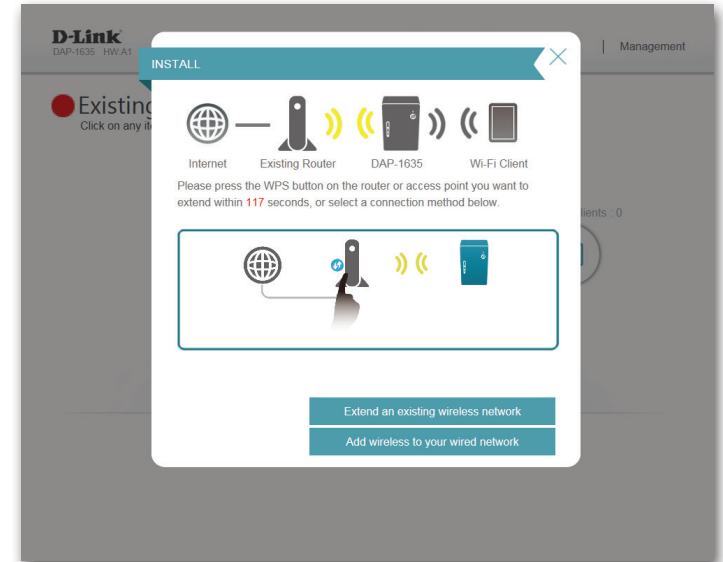 D-Link
DAP-1635 HW:A1
Management
INSTALL
Existing
Click on any
Internet
Existing Router
DAP-1635
Wi-Fi Client
Please press the WPS button on the router or access point you want to
extend within 117 seconds, or select a connection method below.
: 0
Extend an existing wireless network
Add wireless to your wired network